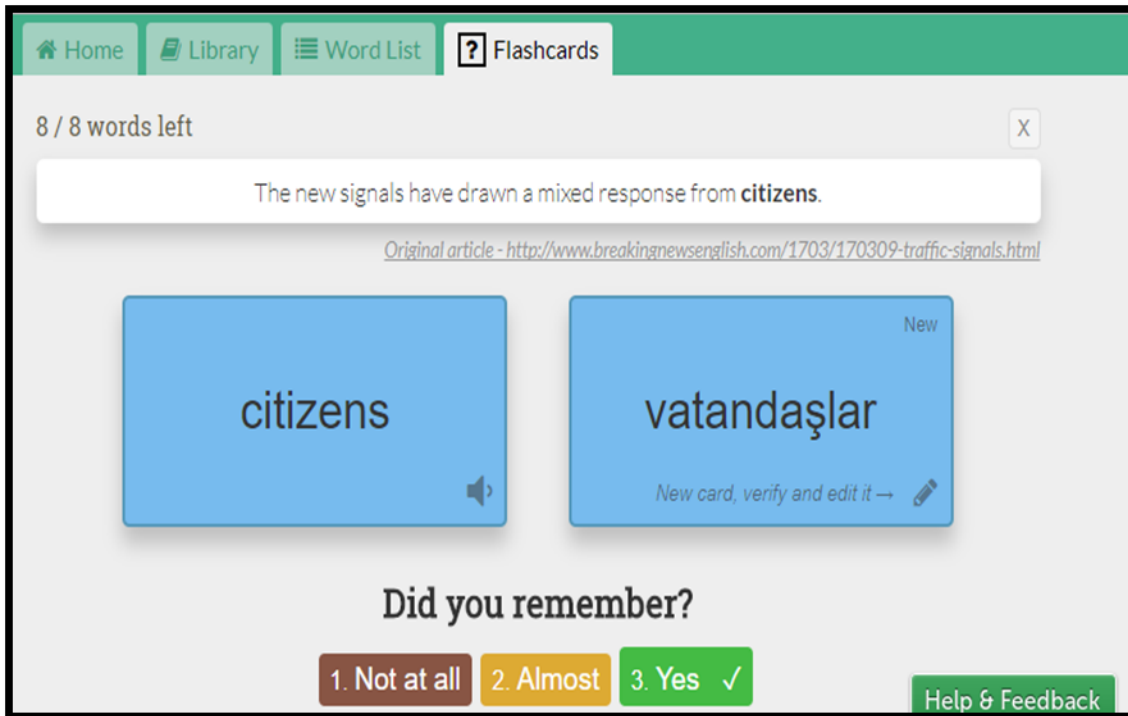 Home Library Word List ? Flashcards
8 / 8 words left X
The new signals have drawn a mixed response from citizens.
Original article - http://www.breakingnewsenglish.com/1703/170309-traffic-signals.html
New
citizens vatandaşlar
New card, verify and edit it →
Did you remember?
1. Not at all 2. Almost 3. Yes ✓
Help & Feedback